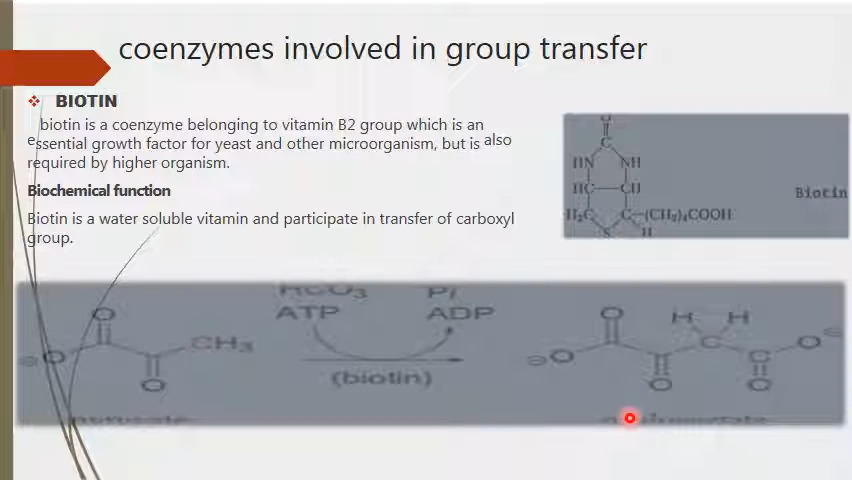 coenzymes involved in group transfer
BIOTIN
biotin is a coenzyme belonging to vitamin B2 group which is an
essential growth factor for yeast and other microorganism, but is also
required by higher organism.
Biochemical function
Biotin is a water soluble vitamin and participate in transfer of carboxyl
group.
O
C
HN NH
HC CH
Biotin
H₂C C (CH₂)₄COOH
S H
HCO₃ Pi
ATP ADP
O O H H
⊖O CH₃ ⊖O C C O⊖
(biotin)
O O O